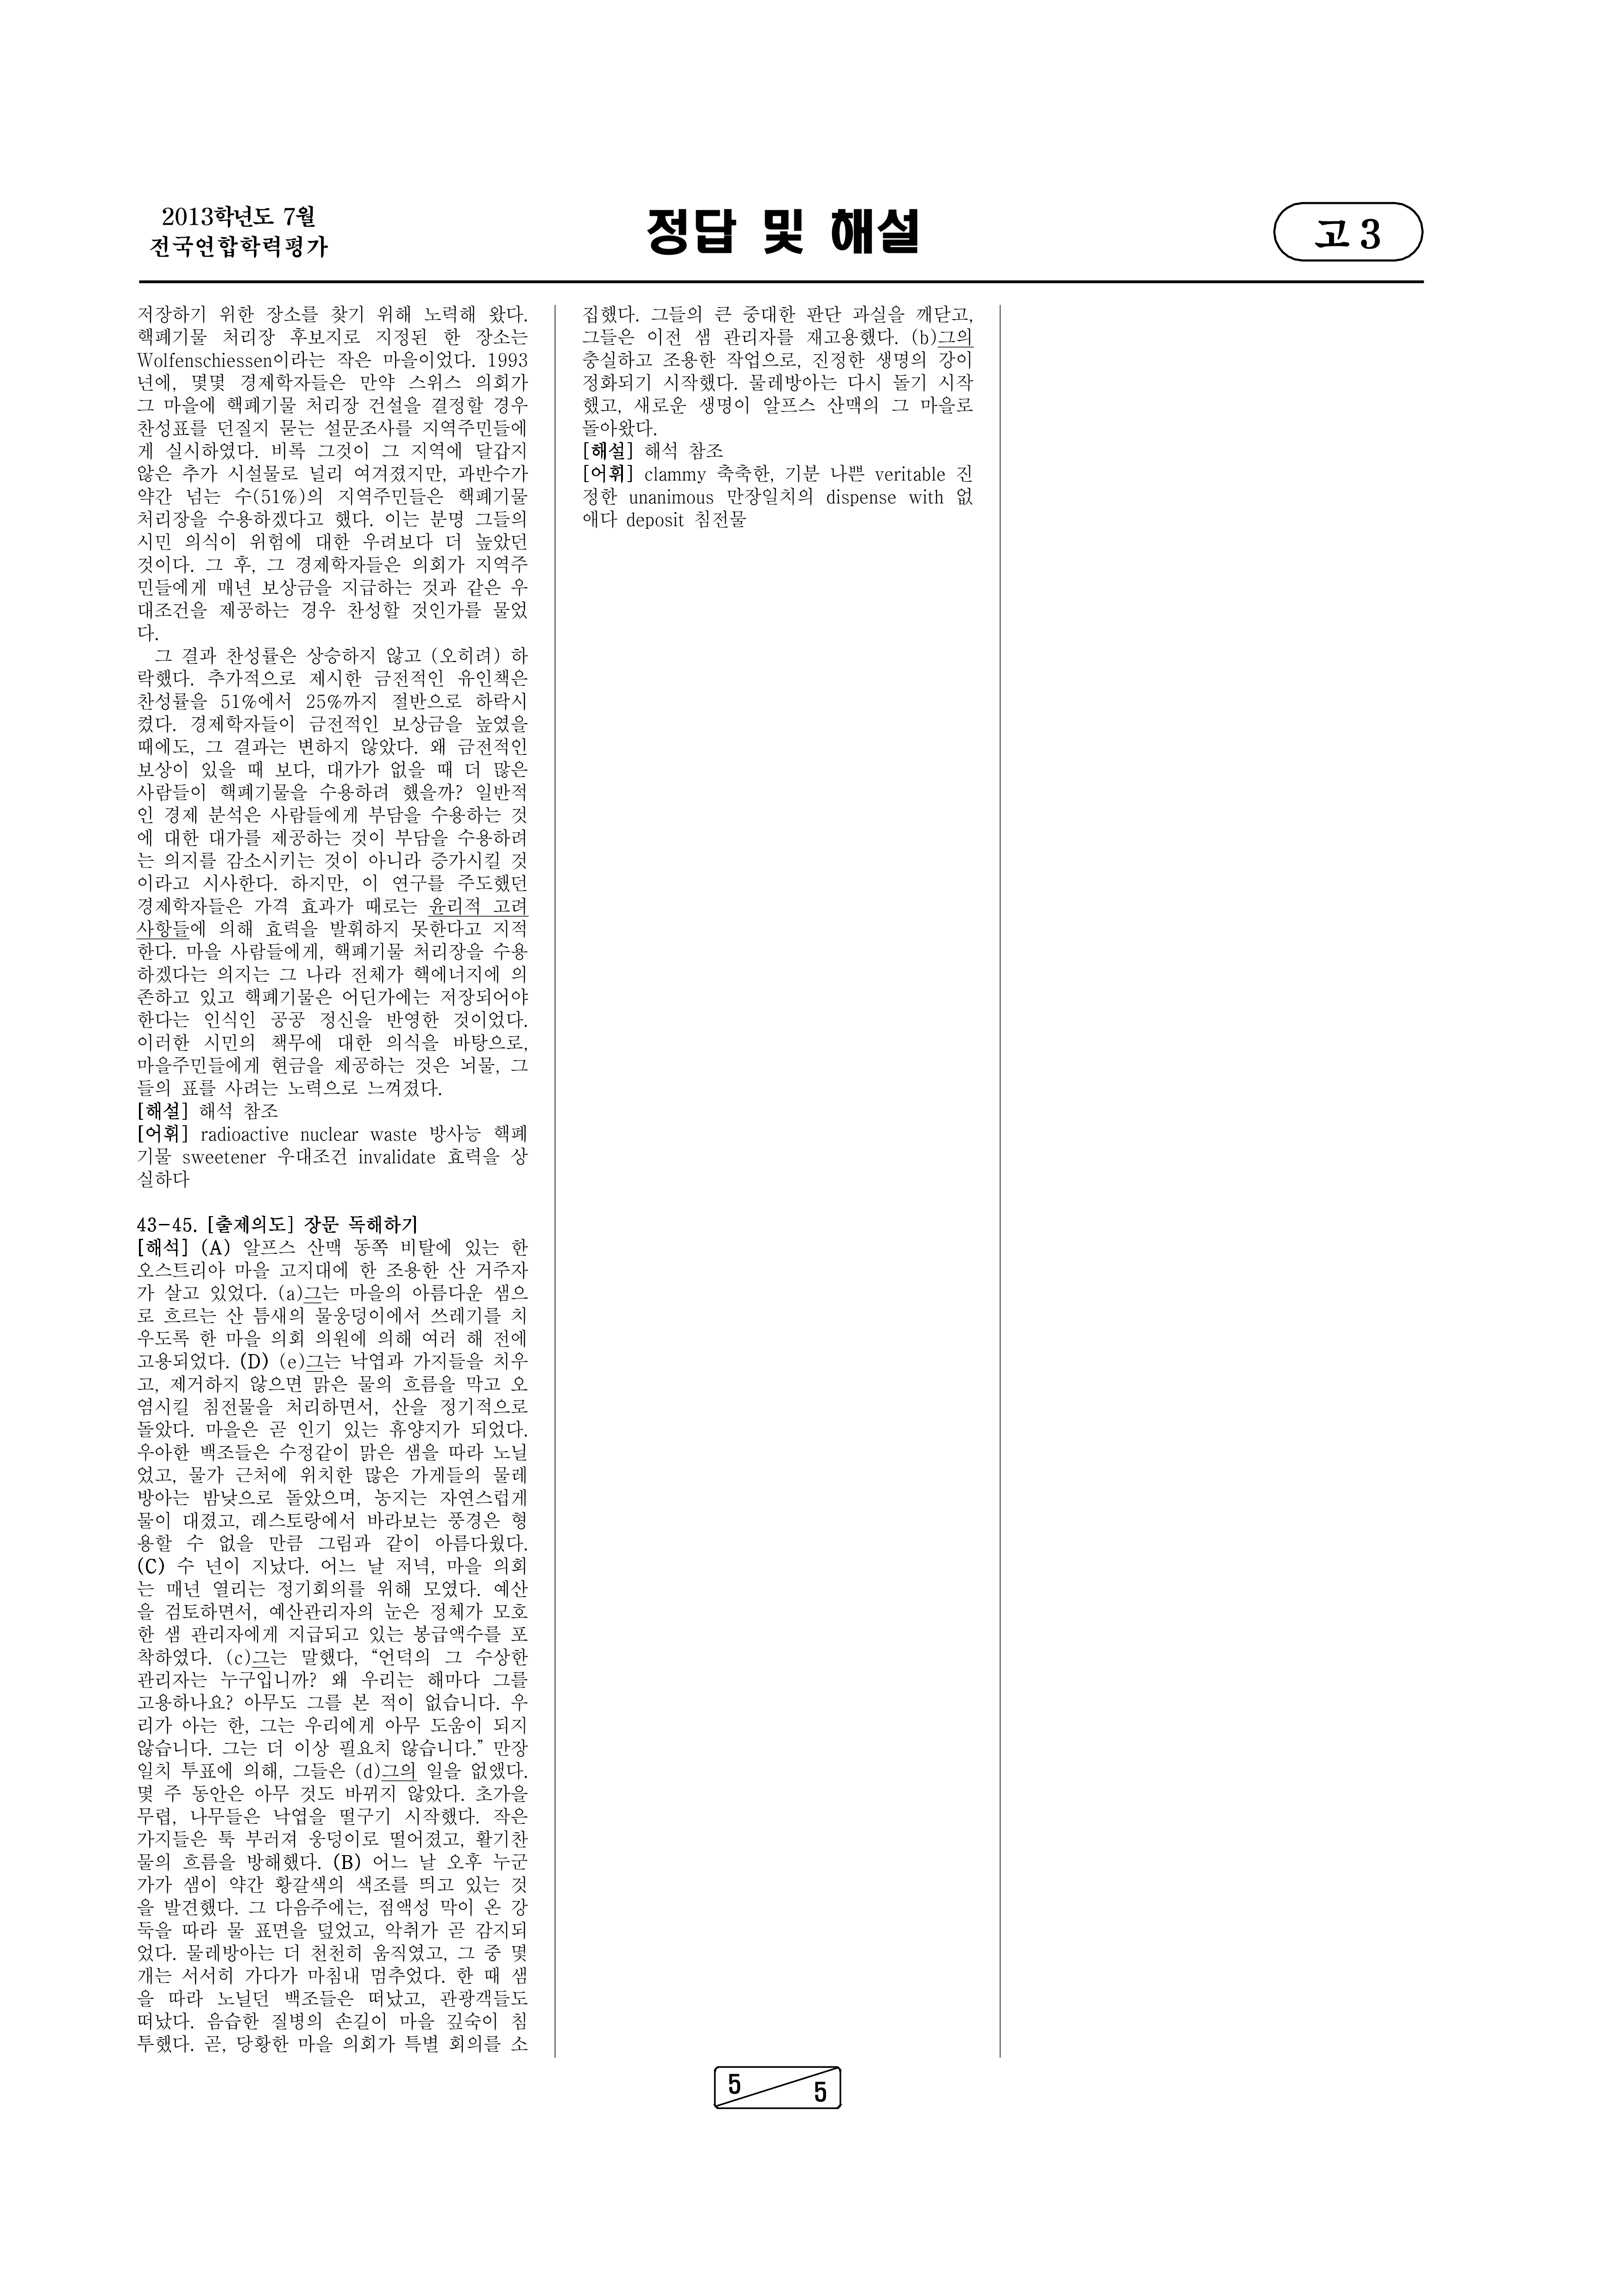 2013학년도 7월
전국연합학력평가
정답 및 해설
고 3
저장하기 위한 장소를 찾기 위해 노력해 왔다.
핵폐기물 처리장 후보지로 지정된 한 장소는
Wolfenschiessen이라는 작은 마을이었다. 1993
년에, 몇몇 경제학자들은 만약 스위스 의회가
그 마을에 핵폐기물 처리장 건설을 결정할 경우
찬성표를 던질지 묻는 설문조사를 지역주민들에
게 실시하였다. 비록 그것이 그 지역에 달갑지
않은 추가 시설물로 널리 여겨졌지만, 과반수가
약간 넘는 수(51%)의 지역주민들은 핵폐기물
처리장을 수용하겠다고 했다. 이는 분명 그들의
시민 의식이 위험에 대한 우려보다 더 높았던
것이다. 그 후, 그 경제학자들은 의회가 지역주
민들에게 매년 보상금을 지급하는 것과 같은 우
대조건을 제공하는 경우 찬성할 것인가를 물었
다.
그 결과 찬성률은 상승하지 않고 (오히려) 하
락했다. 추가적으로 제시한 금전적인 유인책은
찬성률을 51%에서 25%까지 절반으로 하락시
켰다. 경제학자들이 금전적인 보상금을 높였을
때에도, 그 결과는 변하지 않았다. 왜 금전적인
보상이 있을 때 보다, 대가가 없을 때 더 많은
사람들이 핵폐기물을 수용하려 했을까? 일반적
인 경제 분석은 사람들에게 부담을 수용하는 것
에 대한 대가를 제공하는 것이 부담을 수용하려
는 의지를 감소시키는 것이 아니라 증가시킬 것
이라고 시사한다. 하지만, 이 연구를 주도했던
경제학자들은 가격 효과가 때로는 윤리적 고려
사항들에 의해 효력을 발휘하지 못한다고 지적
한다. 마을 사람들에게, 핵폐기물 처리장을 수용
하겠다는 의지는 그 나라 전체가 핵에너지에 의
존하고 있고 핵폐기물은 어딘가에는 저장되어야
한다는 인식인 공공 정신을 반영한 것이었다.
이러한 시민의 책무에 대한 의식을 바탕으로,
마을주민들에게 현금을 제공하는 것은 뇌물, 그
들의 표를 사려는 노력으로 느껴졌다.
[해설] 해석 참조
[어휘] radioactive nuclear waste 방사능 핵폐
기물 sweetener 우대조건 invalidate 효력을 상
실하다
43-45. [출제의도] 장문 독해하기
[해석] (A) 알프스 산맥 동쪽 비탈에 있는 한
오스트리아 마을 고지대에 한 조용한 산 거주자
가 살고 있었다. (a)그는 마을의 아름다운 샘으
로 흐르는 산 틈새의 물웅덩이에서 쓰레기를 치
우도록 한 마을 의회 의원에 의해 여러 해 전에
고용되었다. (D) (e)그는 낙엽과 가지들을 치우
고, 제거하지 않으면 맑은 물의 흐름을 막고 오
염시킬 침전물을 처리하면서, 산을 정기적으로
돌았다. 마을은 곧 인기 있는 휴양지가 되었다.
우아한 백조들은 수정같이 맑은 샘을 따라 노닐
었고, 물가 근처에 위치한 많은 가게들의 물레
방아는 밤낮으로 돌았으며, 농지는 자연스럽게
물이 대졌고, 레스토랑에서 바라보는 풍경은 형
용할 수 없을 만큼 그림과 같이 아름다웠다.
(C) 수 년이 지났다. 어느 날 저녁, 마을 의회
는 매년 열리는 정기회의를 위해 모였다. 예산
을 검토하면서, 예산관리자의 눈은 정체가 모호
한 샘 관리자에게 지급되고 있는 봉급액수를 포
착하였다. (c)그는 말했다, “언덕의 그 수상한
관리자는 누구입니까? 왜 우리는 해마다 그를
고용하나요? 아무도 그를 본 적이 없습니다. 우
리가 아는 한, 그는 우리에게 아무 도움이 되지
않습니다. 그는 더 이상 필요치 않습니다.” 만장
일치 투표에 의해, 그들은 (d)그의 일을 없앴다.
몇 주 동안은 아무 것도 바뀌지 않았다. 초가을
무렵, 나무들은 낙엽을 떨구기 시작했다. 작은
가지들은 툭 부러져 웅덩이로 떨어졌고, 활기찬
물의 흐름을 방해했다. (B) 어느 날 오후 누군
가가 샘이 약간 황갈색의 색조를 띄고 있는 것
을 발견했다. 그 다음주에는, 점액성 막이 온 강
둑을 따라 물 표면을 덮었고, 악취가 곧 감지되
었다. 물레방아는 더 천천히 움직였고, 그 중 몇
개는 서서히 가다가 마침내 멈추었다. 한 때 샘
을 따라 노닐던 백조들은 떠났고, 관광객들도
떠났다. 음습한 질병의 손길이 마을 깊숙이 침
투했다. 곧, 당황한 마을 의회가 특별 회의를 소
집했다. 그들의 큰 중대한 판단 과실을 깨닫고,
그들은 이전 샘 관리자를 재고용했다. (b)그의
충실하고 조용한 작업으로, 진정한 생명의 강이
정화되기 시작했다. 물레방아는 다시 돌기 시작
했고, 새로운 생명이 알프스 산맥의 그 마을로
돌아왔다.
[해설] 해석 참조
[어휘] clammy 축축한, 기분 나쁜 veritable 진
정한 unanimous 만장일치의 dispense with 없
애다 deposit 침전물
5
5